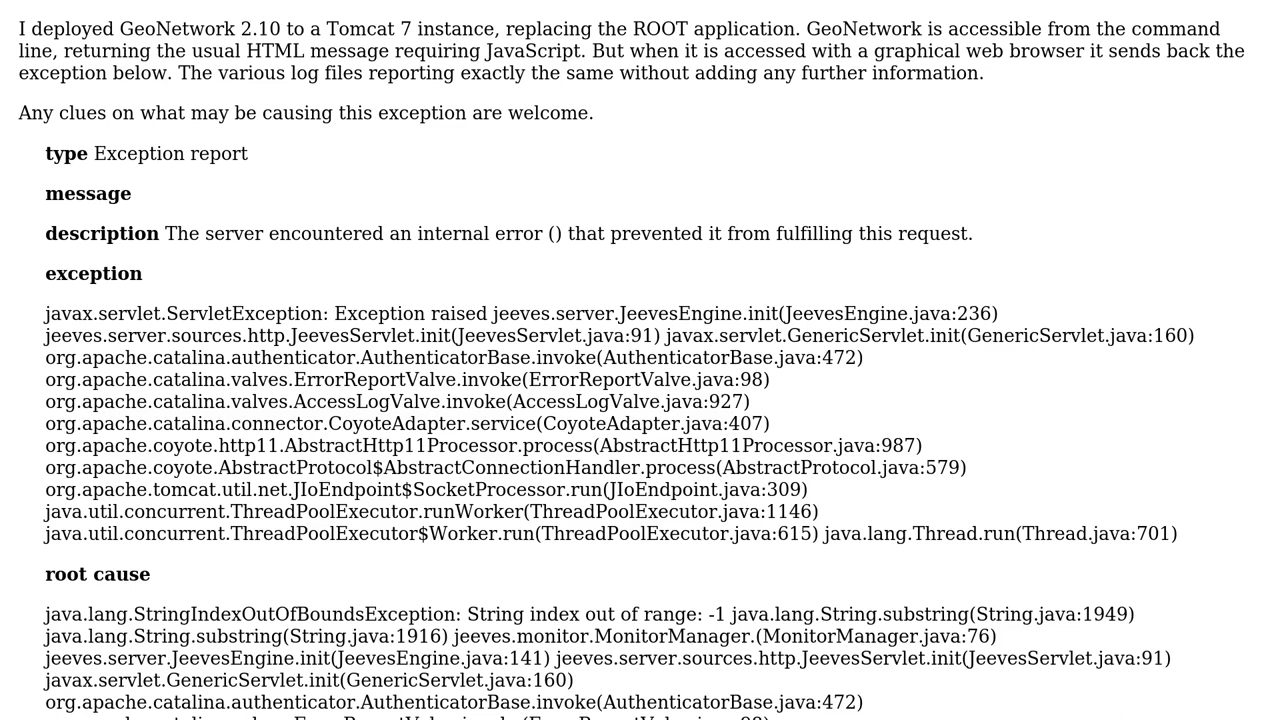 I deployed GeoNetwork 2.10 to a Tomcat 7 instance, replacing the ROOT application. GeoNetwork is accessible from the command
line, returning the usual HTML message requiring JavaScript. But when it is accessed with a graphical web browser it sends back the
exception below. The various log files reporting exactly the same without adding any further information.
Any clues on what may be causing this exception are welcome.
type Exception report
message
description The server encountered an internal error () that prevented it from fulfilling this request.
exception
javax.servlet.ServletException: Exception raised jeeves.server.JeevesEngine.init(JeevesEngine.java:236)
jeeves.server.sources.http.JeevesServlet.init(JeevesServlet.java:91) javax.servlet.GenericServlet.init(GenericServlet.java:160)
org.apache.catalina.authenticator.AuthenticatorBase.invoke(AuthenticatorBase.java:472)
org.apache.catalina.valves.ErrorReportValve.invoke(ErrorReportValve.java:98)
org.apache.catalina.valves.AccessLogValve.invoke(AccessLogValve.java:927)
org.apache.catalina.connector.CoyoteAdapter.service(CoyoteAdapter.java:407)
org.apache.coyote.http11.AbstractHttp11Processor.process(AbstractHttp11Processor.java:987)
org.apache.coyote.AbstractProtocol$AbstractConnectionHandler.process(AbstractProtocol.java:579)
org.apache.tomcat.util.net.JIoEndpoint$SocketProcessor.run(JIoEndpoint.java:309)
java.util.concurrent.ThreadPoolExecutor.runWorker(ThreadPoolExecutor.java:1146)
java.util.concurrent.ThreadPoolExecutor$Worker.run(ThreadPoolExecutor.java:615) java.lang.Thread.run(Thread.java:701)
root cause
java.lang.StringIndexOutOfBoundsException: String index out of range: -1 java.lang.String.substring(String.java:1949)
java.lang.String.substring(String.java:1916) jeeves.monitor.MonitorManager.(MonitorManager.java:76)
jeeves.server.JeevesEngine.init(JeevesEngine.java:141) jeeves.server.sources.http.JeevesServlet.init(JeevesServlet.java:91)
javax.servlet.GenericServlet.init(GenericServlet.java:160)
org.apache.catalina.authenticator.AuthenticatorBase.invoke(AuthenticatorBase.java:472)